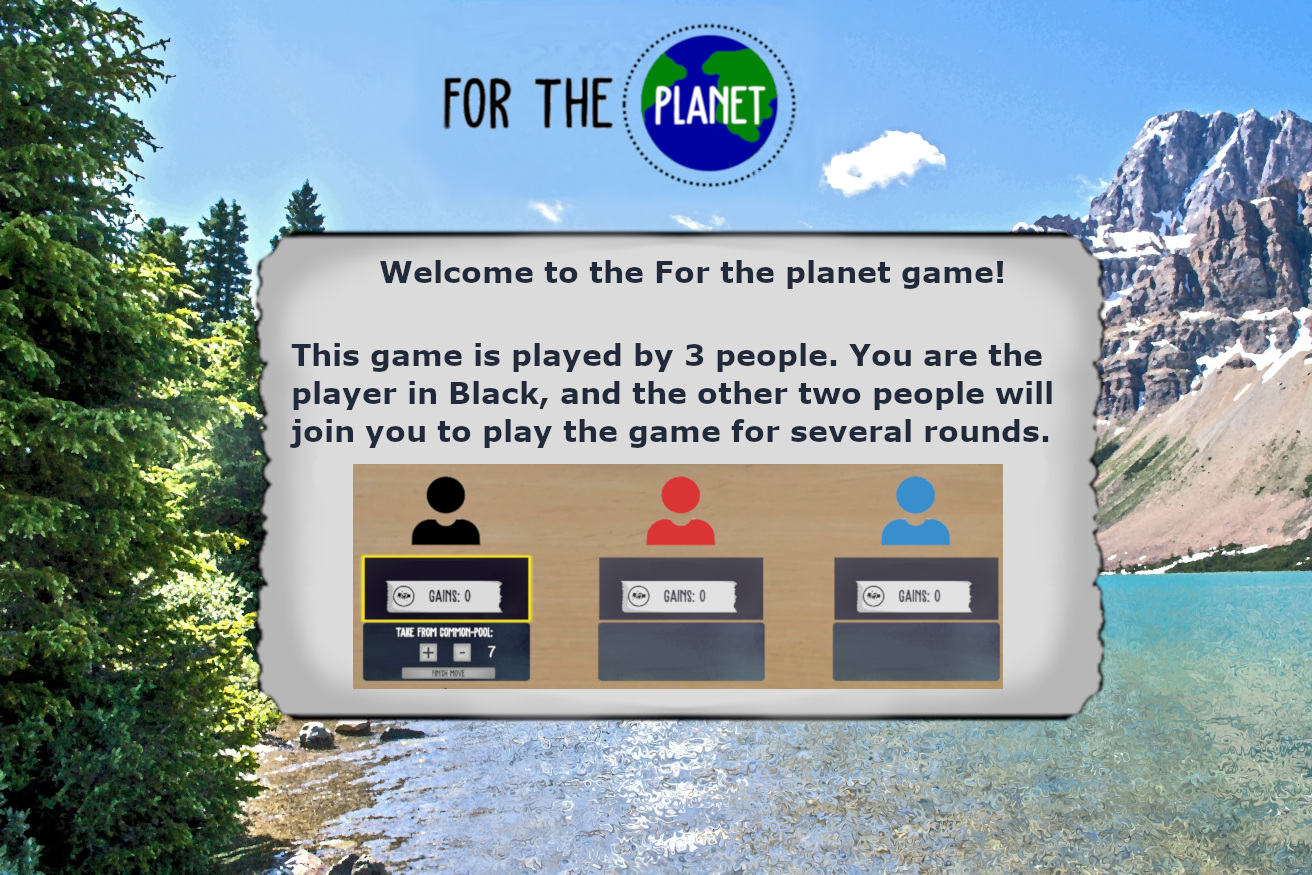 FOR THE PLANET
Welcome to the For the planet game!
This game is played by 3 people. You are the
player in Black, and the other two people will
join you to play the game for several rounds.
GAINS: 0 GAINS: 0 GAINS: 0
TAKE FROM COMMON-POOL:
+ - 7
FINISH MOVE